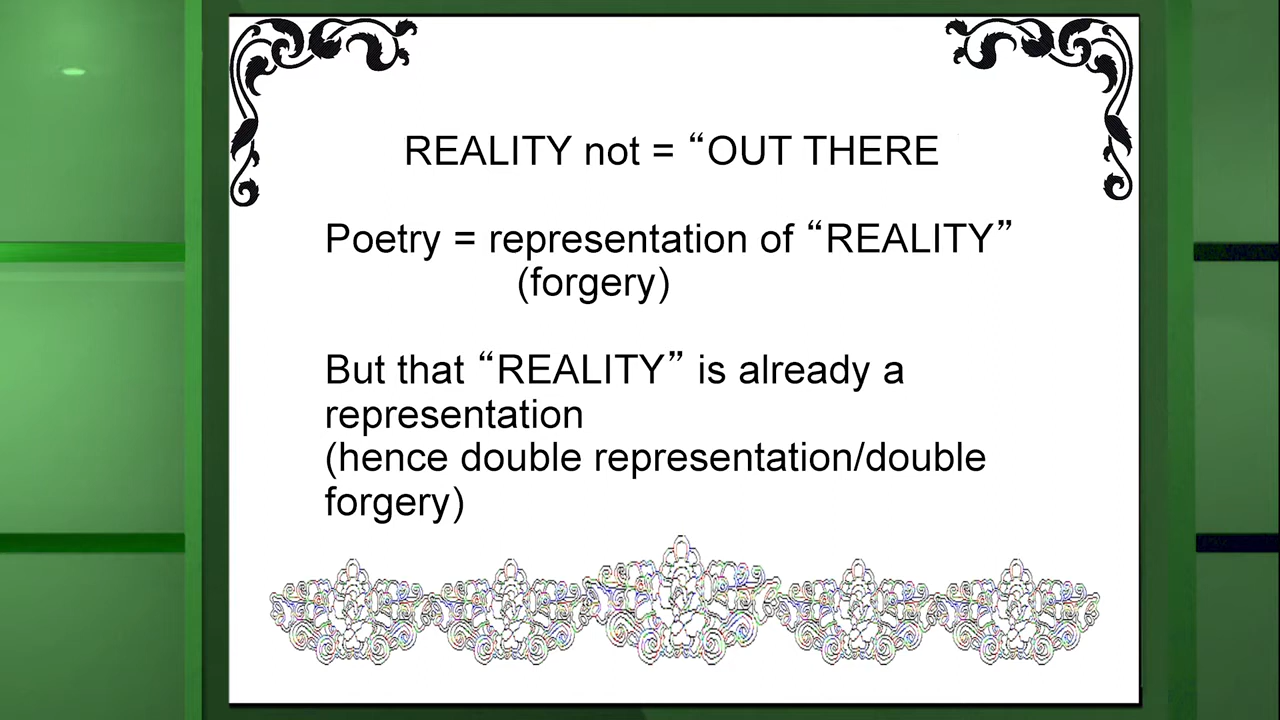 REALITY not = “OUT THERE
Poetry = representation of “REALITY”
(forgery)
But that “REALITY” is already a
representation
(hence double representation/double
forgery)